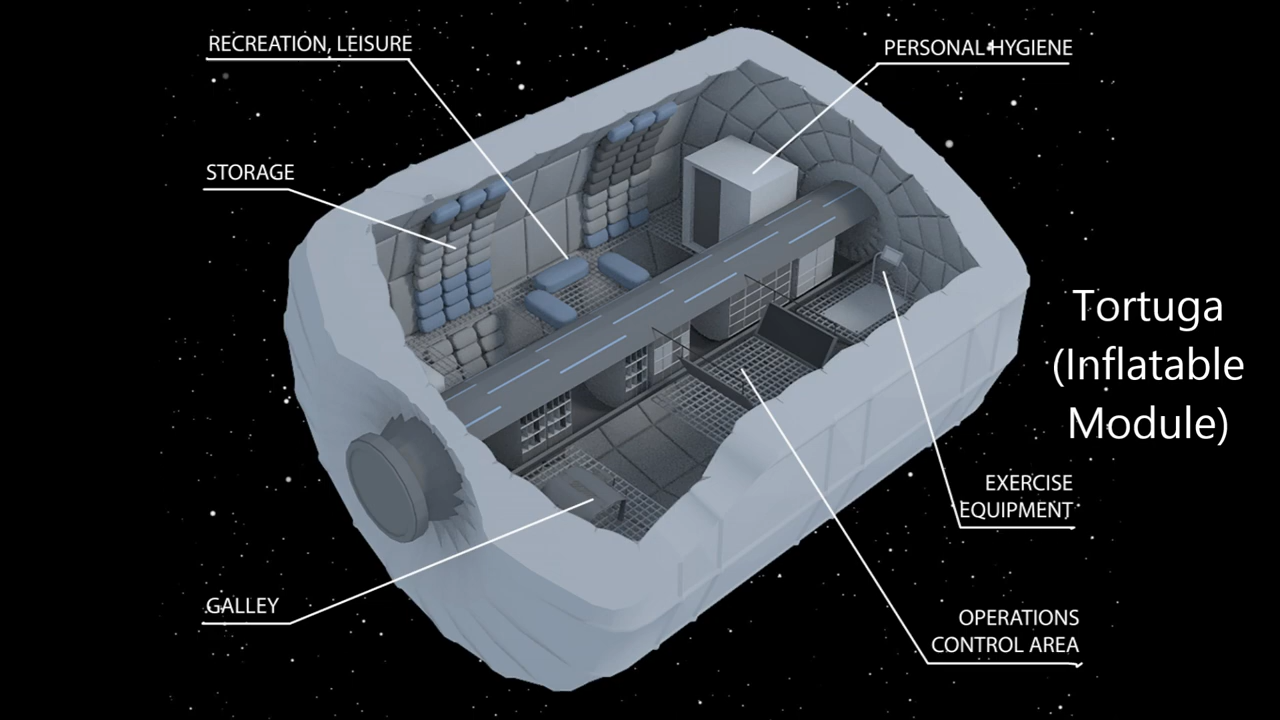 RECREATION, LEISURE
PERSONAL HYGIENE
STORAGE
Tortuga
(Inflatable
Module)
EXERCISE
EQUIPMENT
GALLEY
OPERATIONS
CONTROL AREA